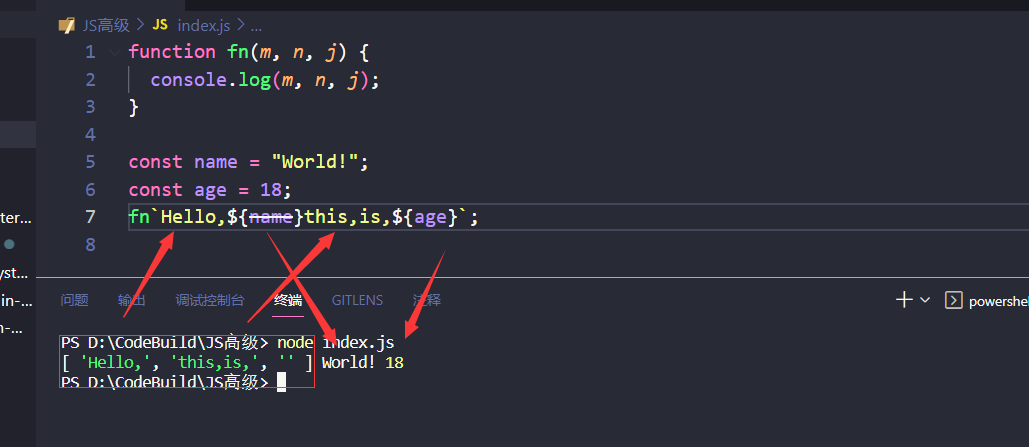 JS高级 > JS index.js > ...
1 function fn(m, n, j) {
2 console.log(m, n, j);
3 }
4
5 const name = "World!";
6 const age = 18;
7 fn`Hello,${name}this,is,${age}`;
8
ter...
yst...
in-...
n-...
问题 输出 调试控制台 终端 GITLENS 注释
powershe
PS D:\CodeBuild\JS高级> node index.js
[ 'Hello,', 'this,is,', '' ] World! 18
PS D:\CodeBuild\JS高级>